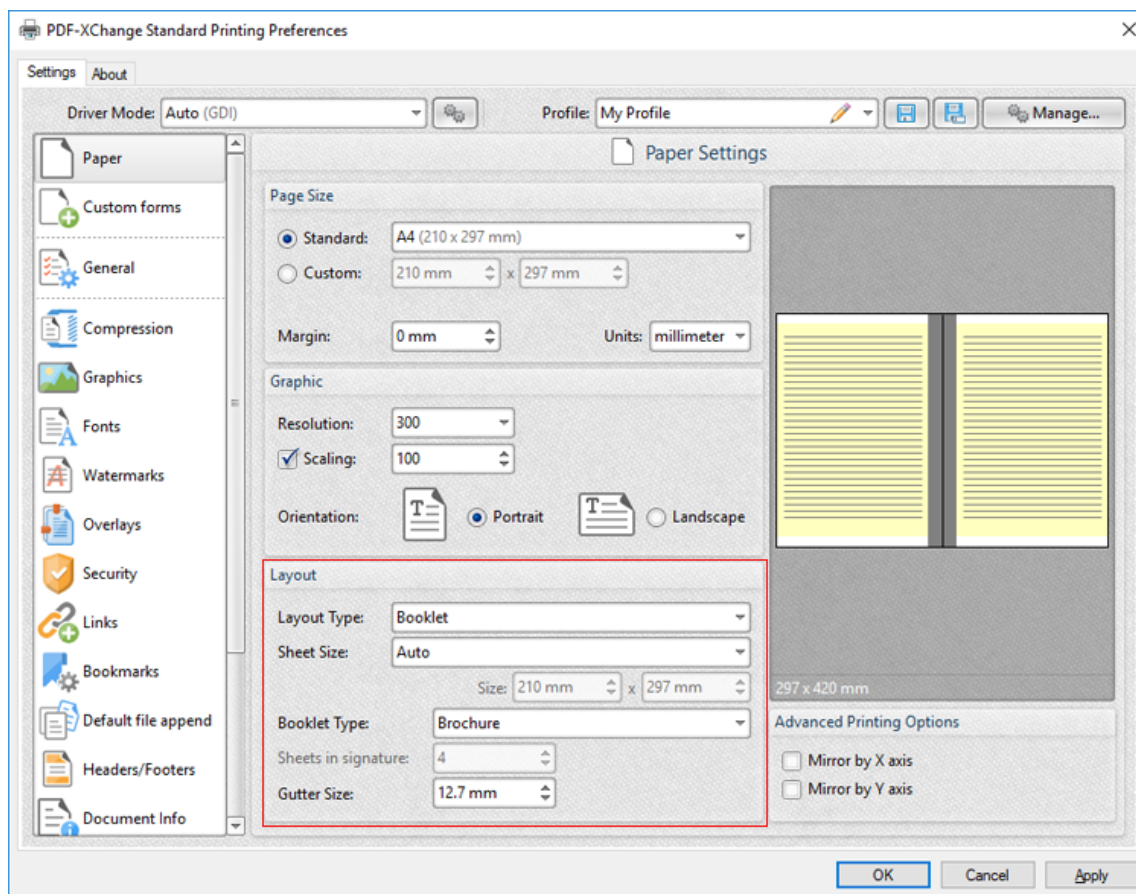 PDF-XChange Standard Printing Preferences
Settings About
Driver Mode: Auto (GDI) Profile: My Profile Manage...
Paper
Custom forms
General
Compression
Graphics
Fonts
Watermarks
Overlays
Security
Links
Bookmarks
Default file append
Headers/Footers
Document Info
Paper Settings
Page Size
Standard: A4 (210 x 297 mm)
Custom: 210 mm x 297 mm
Margin: 0 mm Units: millimeter
Graphic
Resolution: 300
Scaling: 100
Orientation: T Portrait T Landscape
Layout
Layout Type: Booklet
Sheet Size: Auto
Size: 210 mm x 297 mm
Booklet Type: Brochure
Sheets in signature: 4
Gutter Size: 12.7 mm
297 x 420 mm
Advanced Printing Options
Mirror by X axis
Mirror by Y axis
OK Cancel Apply